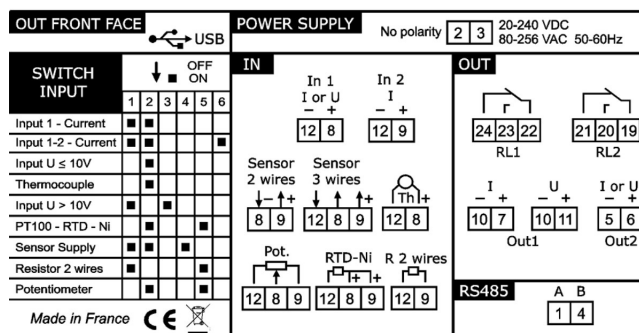 OUT FRONT FACE
USB
SWITCH INPUT
OFF
ON
1 2 3 4 5 6
Input 1 - Current
Input 1-2 - Current
Input U ≤ 10V
Thermocouple
Input U > 10V
PT100 - RTD - Ni
Sensor Supply
Resistor 2 wires
Potentiometer
Made in France CE
POWER SUPPLY
No polarity 2 3 20-240 VDC
80-256 VAC 50-60Hz
IN
In 1 In 2
I or U I
- + - +
12 8 12 9
Sensor Sensor
2 wires 3 wires
- + + Th +
8 9 12 8 9 12 8
Pot. RTD-Ni R 2 wires
+ +
12 8 9 12 8 9 12 9
OUT
r r
24 23 22 21 20 19
RL1 RL2
I U I or U
- + - + - +
10 7 10 11 5 6
Out1 Out2
RS485
A B
1 4